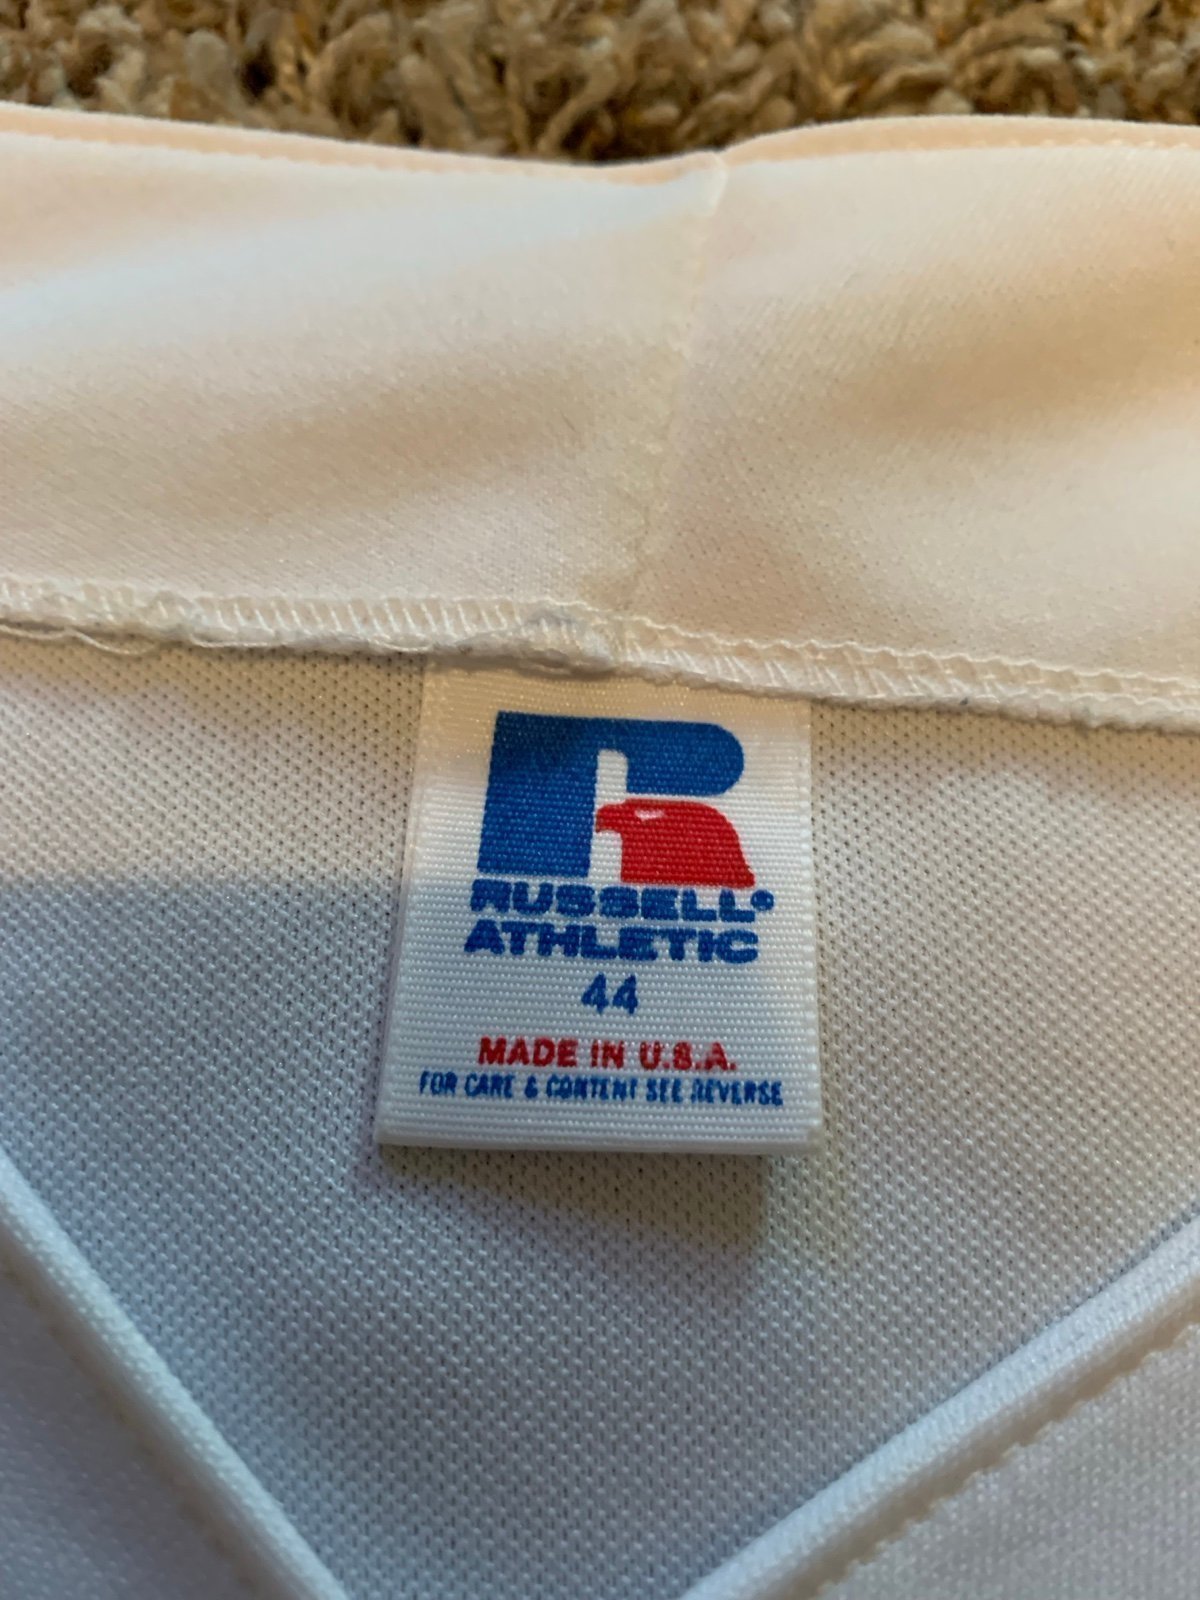 RUSSELL®
ATHLETIC
44
MADE IN U.S.A.
FOR CARE & CONTENT SEE REVERSE